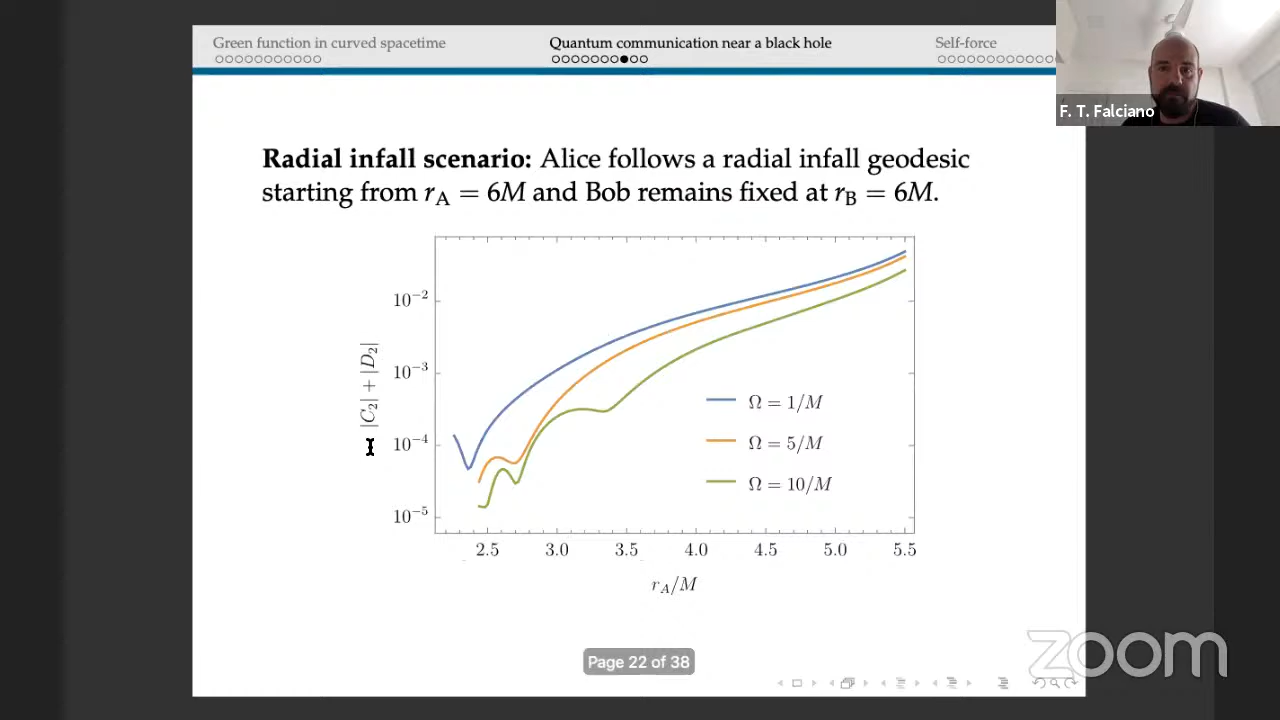 Green function in curved spacetime
Quantum communication near a black hole
Self-force
F. T. Falciano
Radial infall scenario: Alice follows a radial infall geodesic
starting from r_A = 6M and Bob remains fixed at r_B = 6M.
|C_2| + |D_2|
10^{-2}
10^{-3}
10^{-4}
10^{-5}
Ω = 1/M
Ω = 5/M
Ω = 10/M
2.5 3.0 3.5 4.0 4.5 5.0 5.5
r_A/M
Page 22 of 38
zoom